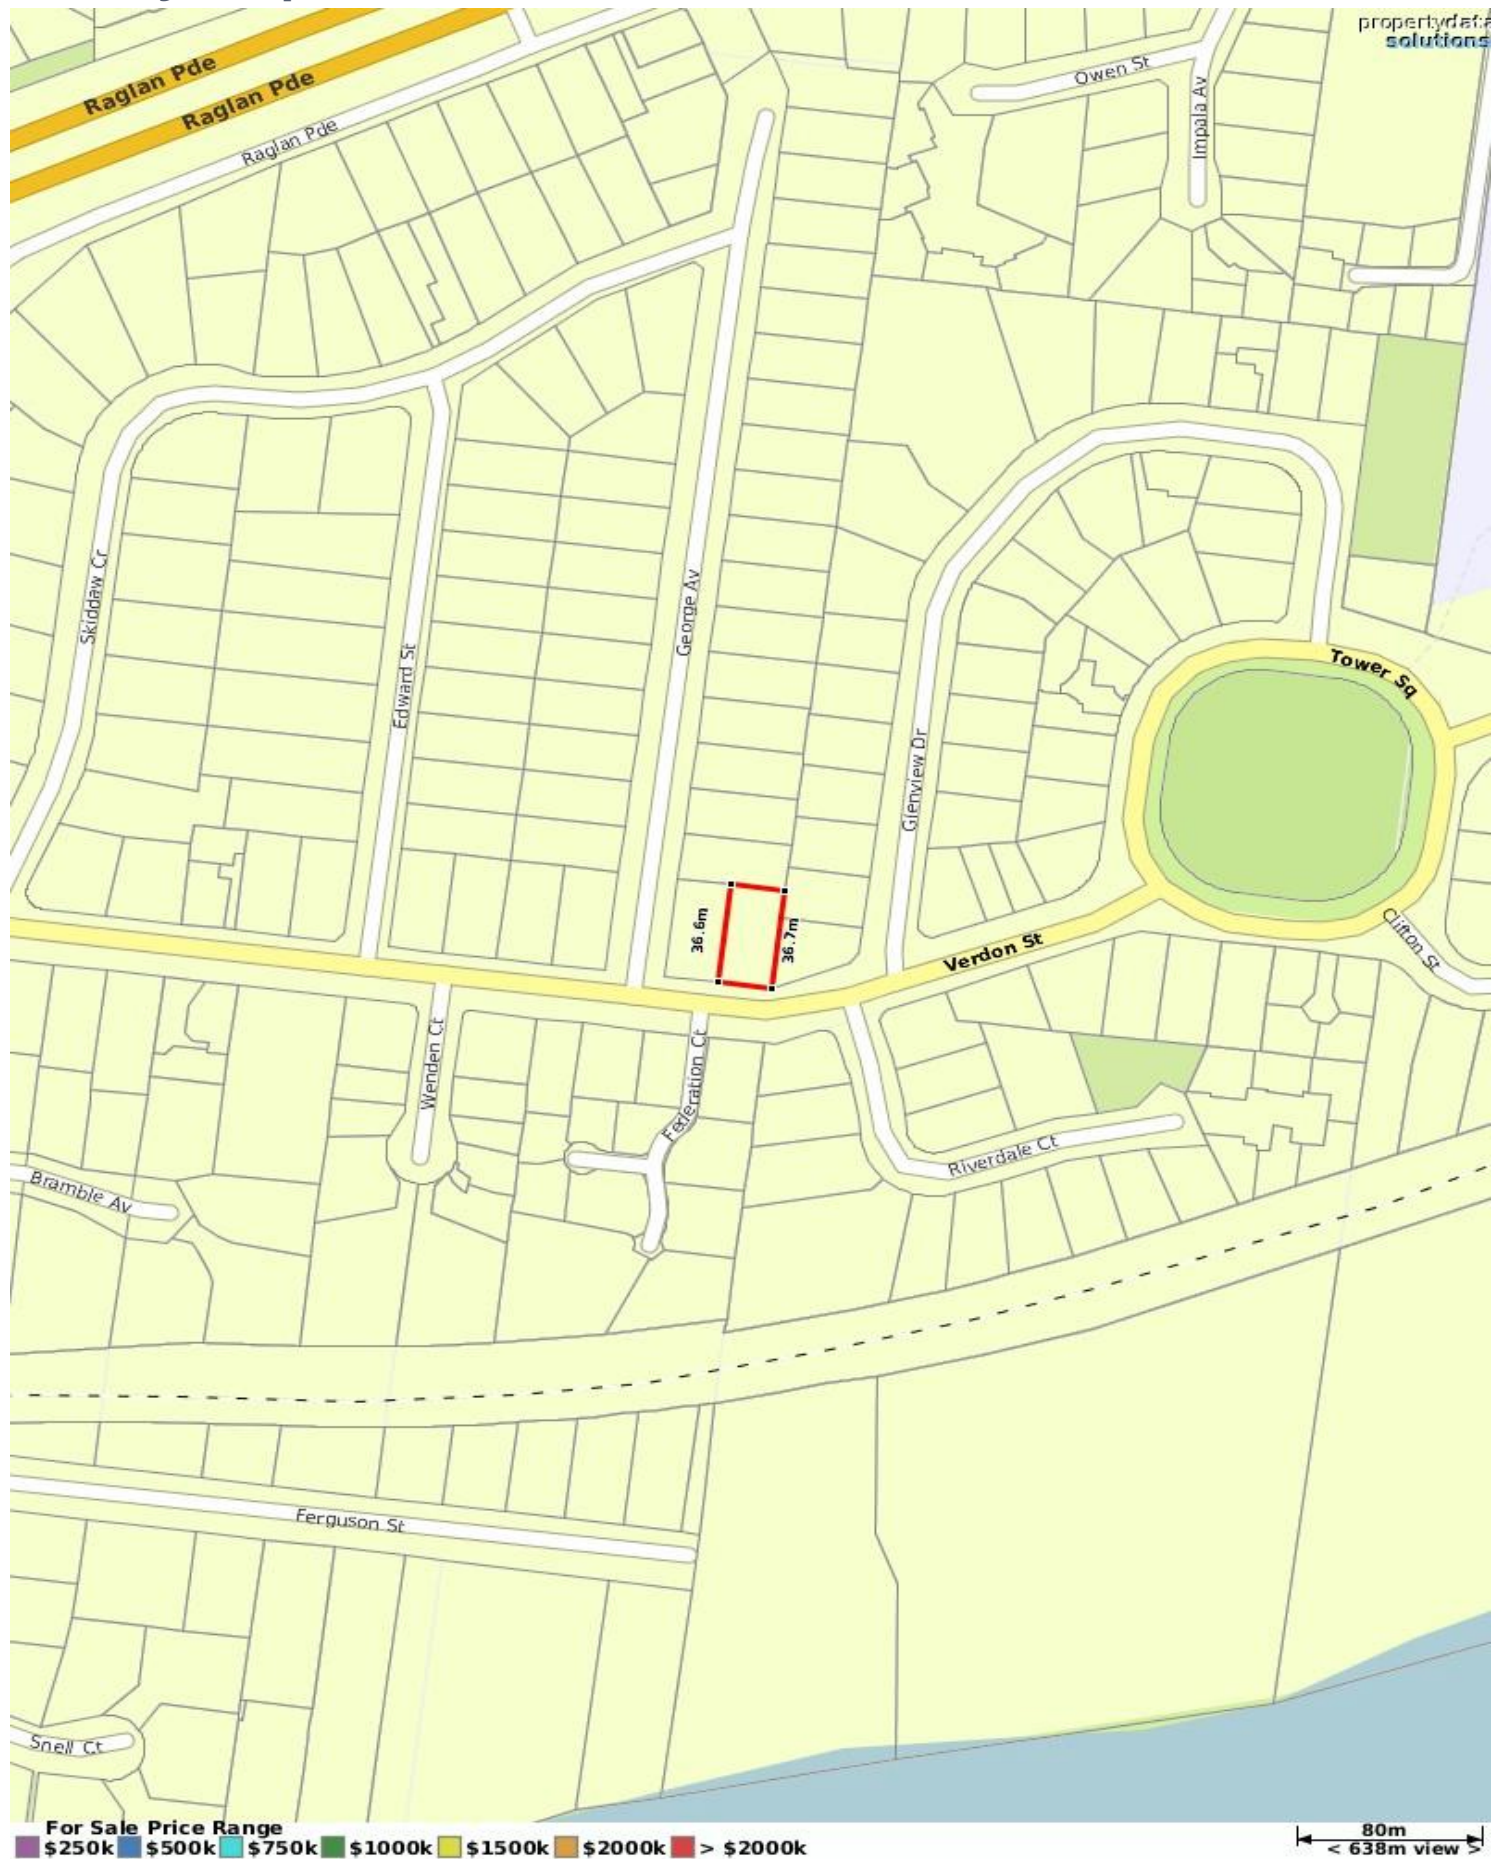 propertydata
solutions
Raglan Pde
Raglan Pde
Raglan Pde
Owen St
Impala Av
Skiddaw Cr
Edward St
George Av
Glenview Dr
Tower Sq
36.6m
36.7m
Verdon St
Clifton St
Wenden Ct
Federation Ct
Riverdale Ct
Bramble Av
Ferguson St
Snell Ct
For Sale Price Range
$250k $500k $750k $1000k $1500k $2000k > $2000k
80m
< 638m view >